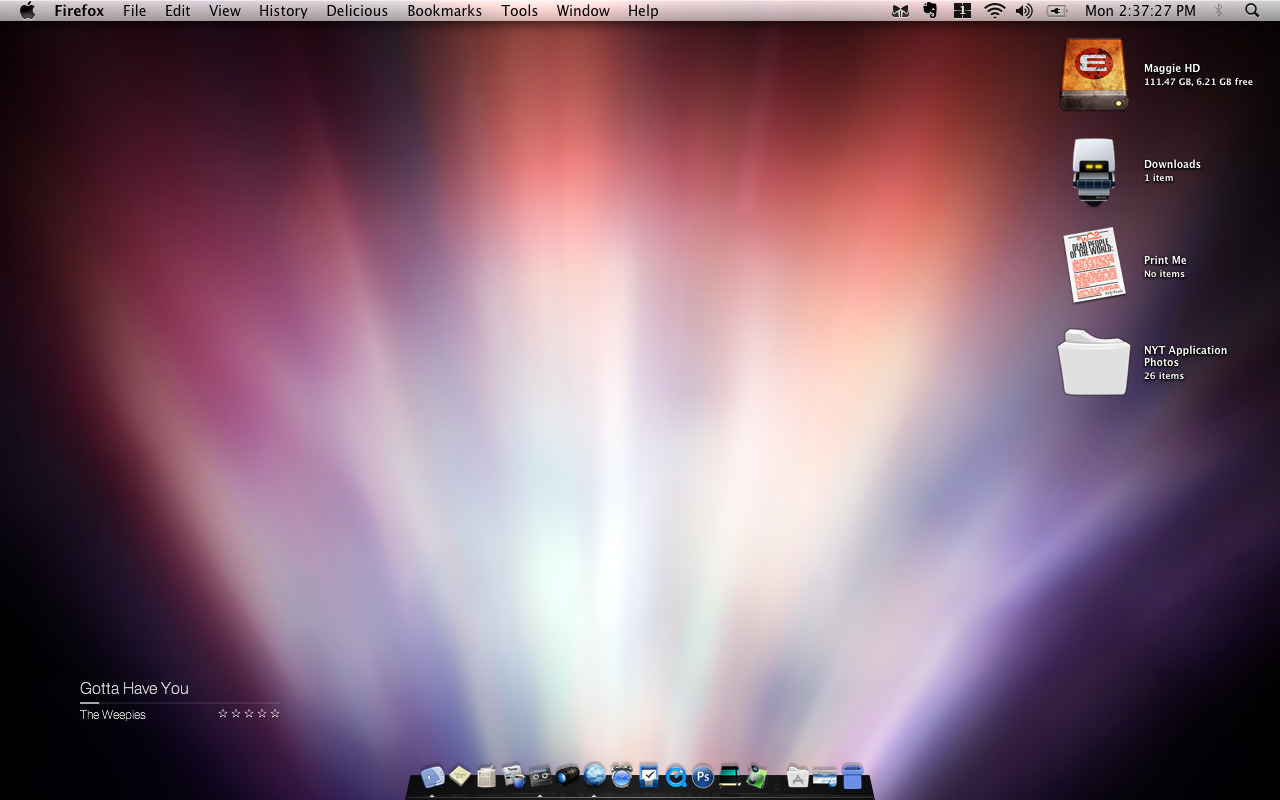 Firefox File Edit View History Delicious Bookmarks Tools Window Help 1 Mon 2:37:27 PM
Maggie HD
111.47 GB, 6.21 GB free
Downloads
1 item
DEAR PEOPLE
OF THE WORLD:
Print Me
No items
NYT Application
Photos
26 items
Gotta Have You
The Weepies
Ps